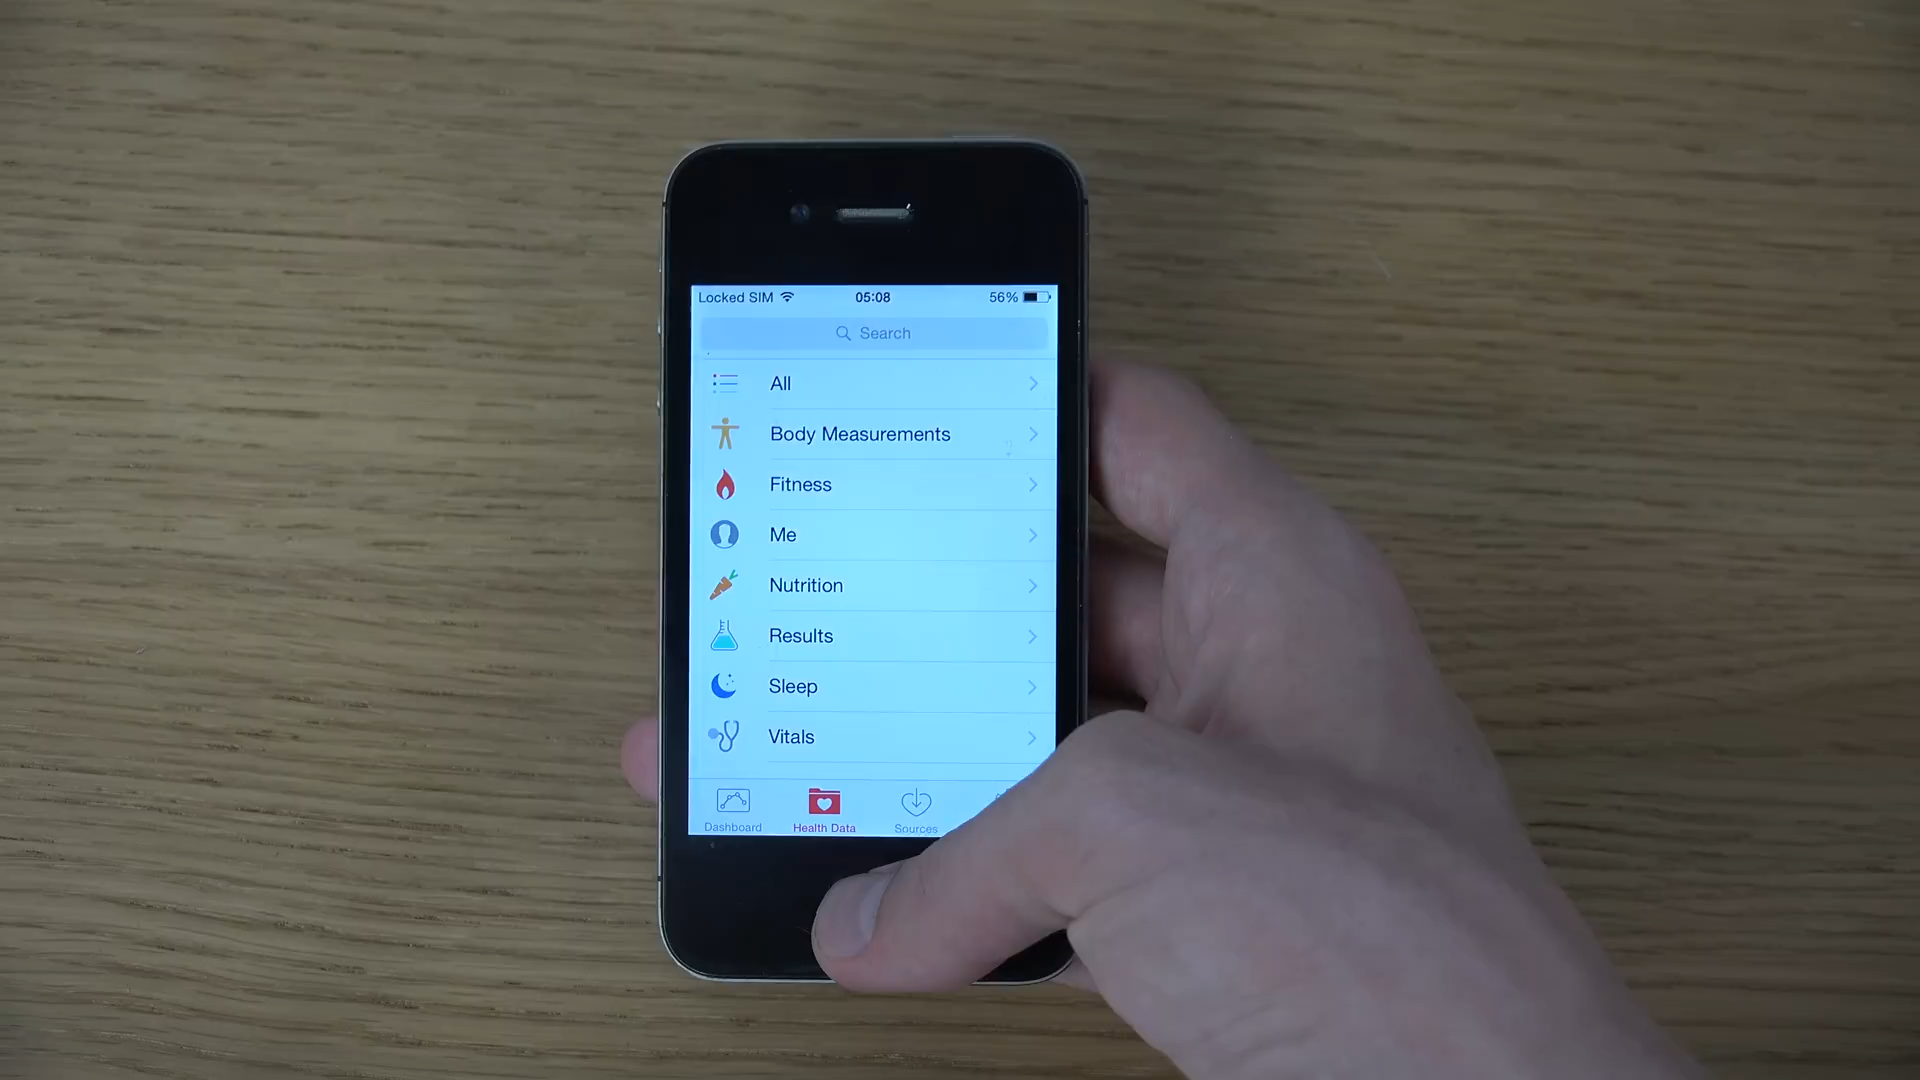 Locked SIM 05:08 56%
Search
All
Body Measurements
Fitness
Me
Nutrition
Results
Sleep
Vitals
Dashboard Health Data Sources